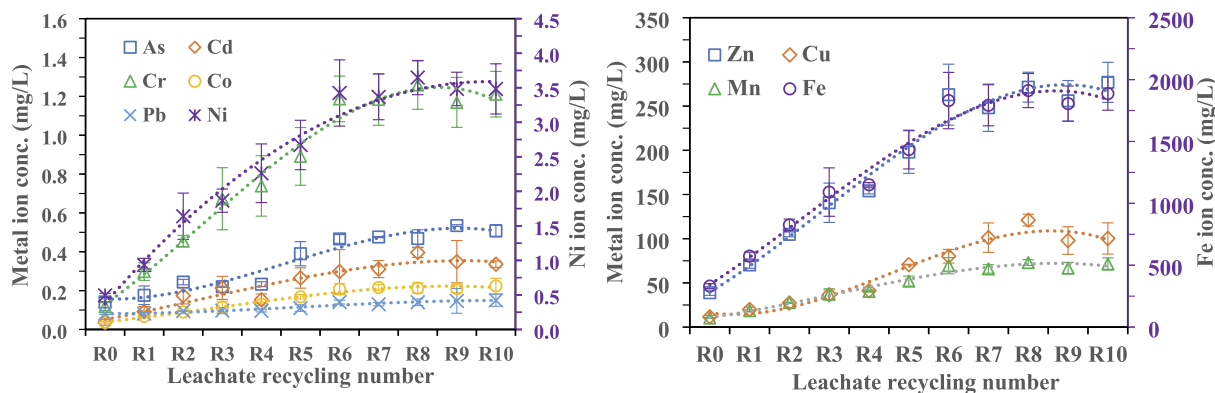 Metal ion conc. (mg/L)
1.6
1.4
1.2
1.0
0.8
0.6
0.4
0.2
0.0
As
Cd
Cr
Co
Pb
Ni
4.5
4.0
3.5
3.0
2.5
2.0
1.5
1.0
0.5
0.0
Ni ion conc. (mg/L)
R0 R1 R2 R3 R4 R5 R6 R7 R8 R9 R10
Leachate recycling number
Metal ion conc. (mg/L)
350
300
250
200
150
100
50
0
Zn
Cu
Mn
Fe
2500
2000
1500
1000
500
0
Fe ion conc. (mg/L)
R0 R1 R2 R3 R4 R5 R6 R7 R8 R9 R10
Leachate recycling number